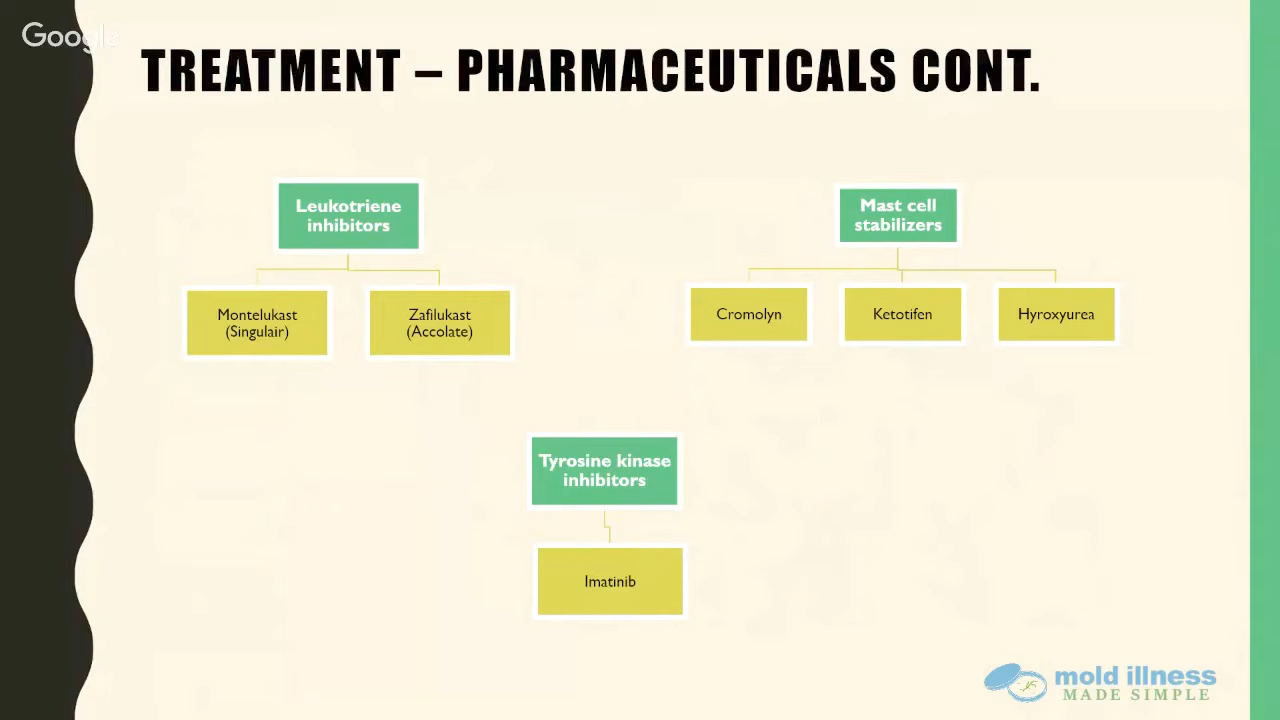 Google
TREATMENT – PHARMACEUTICALS CONT.
Leukotriene
inhibitors
Montelukast
(Singulair)
Zafilukast
(Accolate)
Mast cell
stabilizers
Cromolyn
Ketotifen
Hyroxyurea
Tyrosine kinase
inhibitors
Imatinib
mold illness
MADE SIMPLE